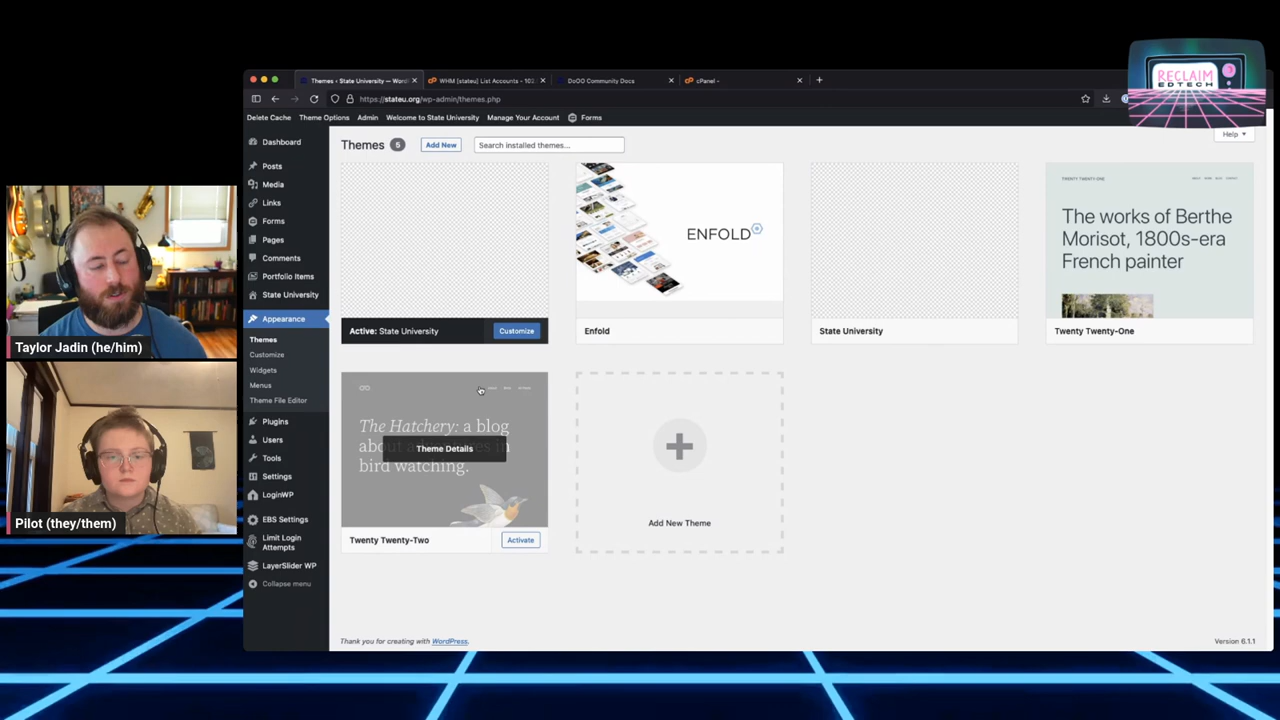 RECLAIM
EDTECH
Themes ‹ State University — Word
WHM [stateu] List Accounts - 10
DoOO Community Docs
cPanel -
https://stateu.org/wp-admin/themes.php
Delete Cache
Theme Options
Admin
Welcome to State University
Manage Your Account
Forms
Help
Dashboard
Posts
Media
Links
Forms
Pages
Comments
Portfolio Items
State University
Appearance
Themes
Customize
Widgets
Menus
Theme File Editor
Plugins
Users
Tools
Settings
LoginWP
EBS Settings
Limit Login
Attempts
LayerSlider WP
Collapse menu
Themes 5
Add New
Search installed themes...
Active: State University
Customize
ENFOLD
Enfold
State University
TWENTY TWENTY-ONE
The works of Berthe
Morisot, 1800s-era
French painter
Twenty Twenty-One
The Hatchery: a blog
bird watching.
Theme Details
Twenty Twenty-Two
Activate
Add New Theme
Thank you for creating with WordPress.
Version 6.1.1
Taylor Jadin (he/him)
Pilot (they/them)